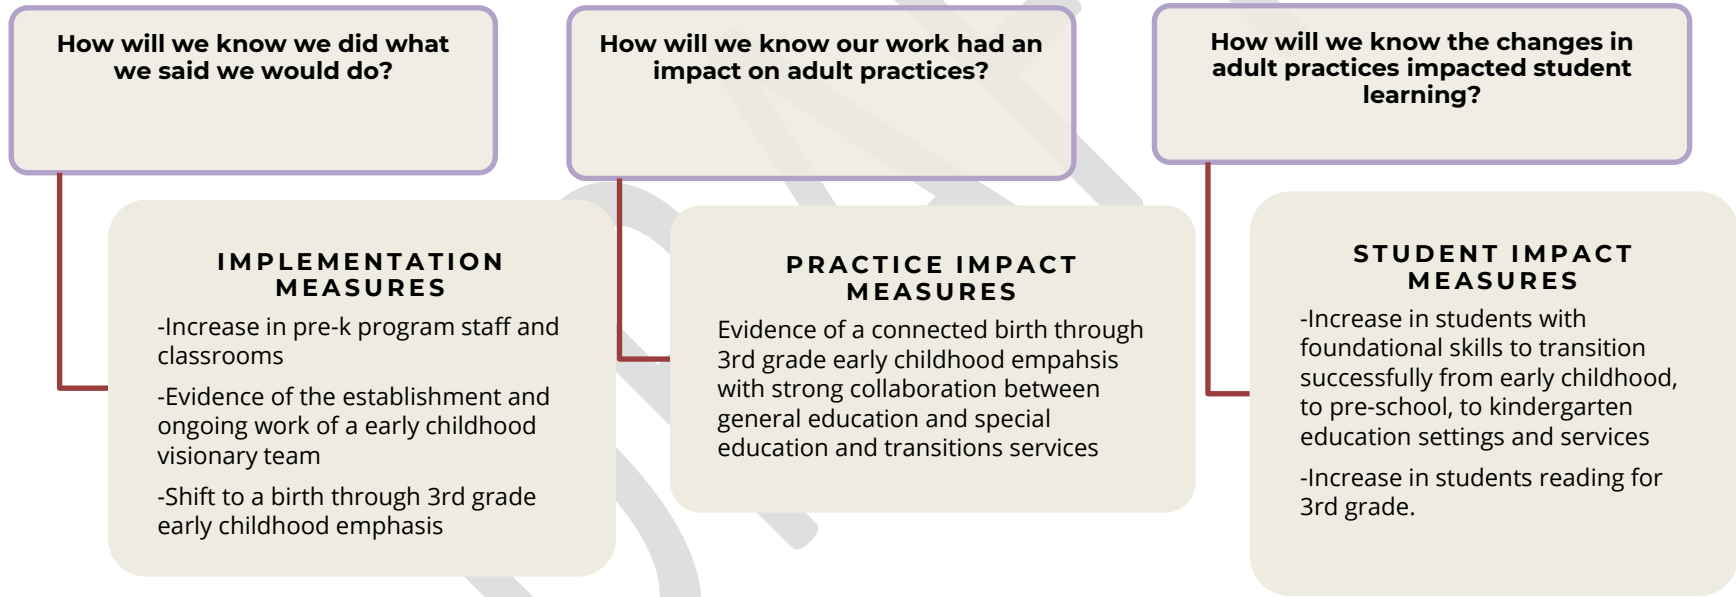 How will we know we did what
we said we would do?
IMPLEMENTATION
MEASURES
-Increase in pre-k program staff and
classrooms
-Evidence of the establishment and
ongoing work of a early childhood
visionary team
-Shift to a birth through 3rd grade
early childhood emphasis
How will we know our work had an
impact on adult practices?
PRACTICE IMPACT
MEASURES
Evidence of a connected birth through
3rd grade early childhood empahsis
with strong collaboration between
general education and special
education and transitions services
How will we know the changes in
adult practices impacted student
learning?
STUDENT IMPACT
MEASURES
-Increase in students with
foundational skills to transition
successfully from early childhood,
to pre-school, to kindergarten
education settings and services
-Increase in students reading for
3rd grade.